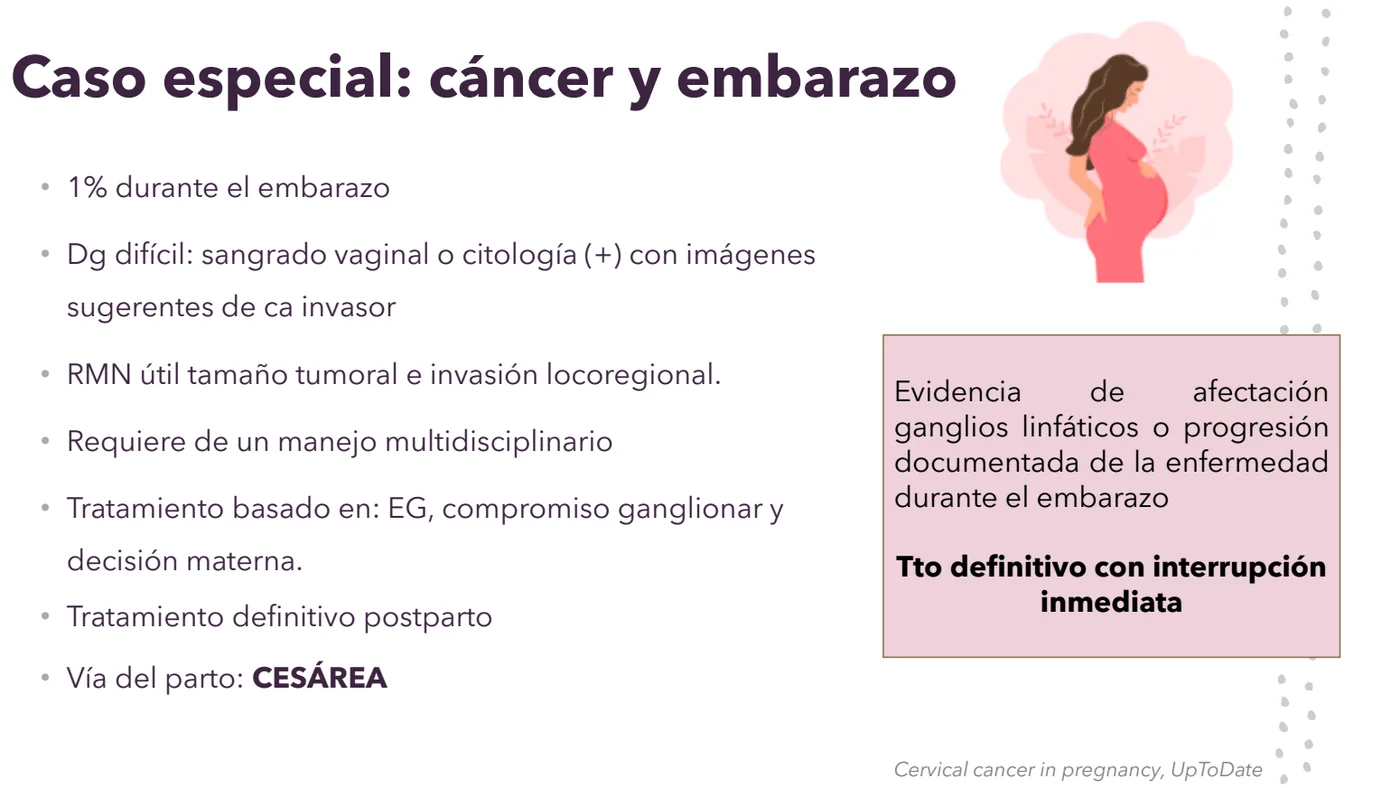 Caso especial: cáncer y embarazo
• 1% durante el embarazo
• Dg difícil: sangrado vaginal o citología (+) con imágenes
sugerentes de ca invasor
• RMN útil tamaño tumoral e invasión locoregional.
• Requiere de un manejo multidisciplinario
• Tratamiento basado en: EG, compromiso ganglionar y
decisión materna.
• Tratamiento definitivo postparto
• Vía del parto: CESÁREA
Evidencia de afectación
ganglios linfáticos o progresión
documentada de la enfermedad
durante el embarazo
Tto definitivo con interrupción
inmediata
Cervical cancer in pregnancy, UpToDate